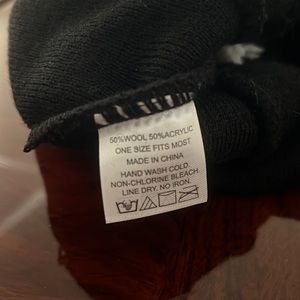 50%WOOL 50%ACRYLIC
ONE SIZE FITS MOST
MADE IN CHINA
HAND WASH COLD.
NON-CHLORINE BLEACH.
LINE DRY. NO IRON.